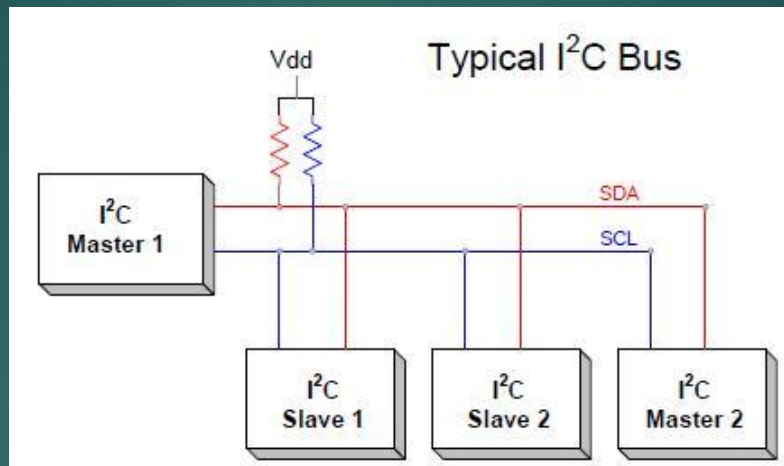 Typical I²C Bus
Vdd
SDA
I²C
Master 1
SCL
I²C
Slave 1
I²C
Slave 2
I²C
Master 2